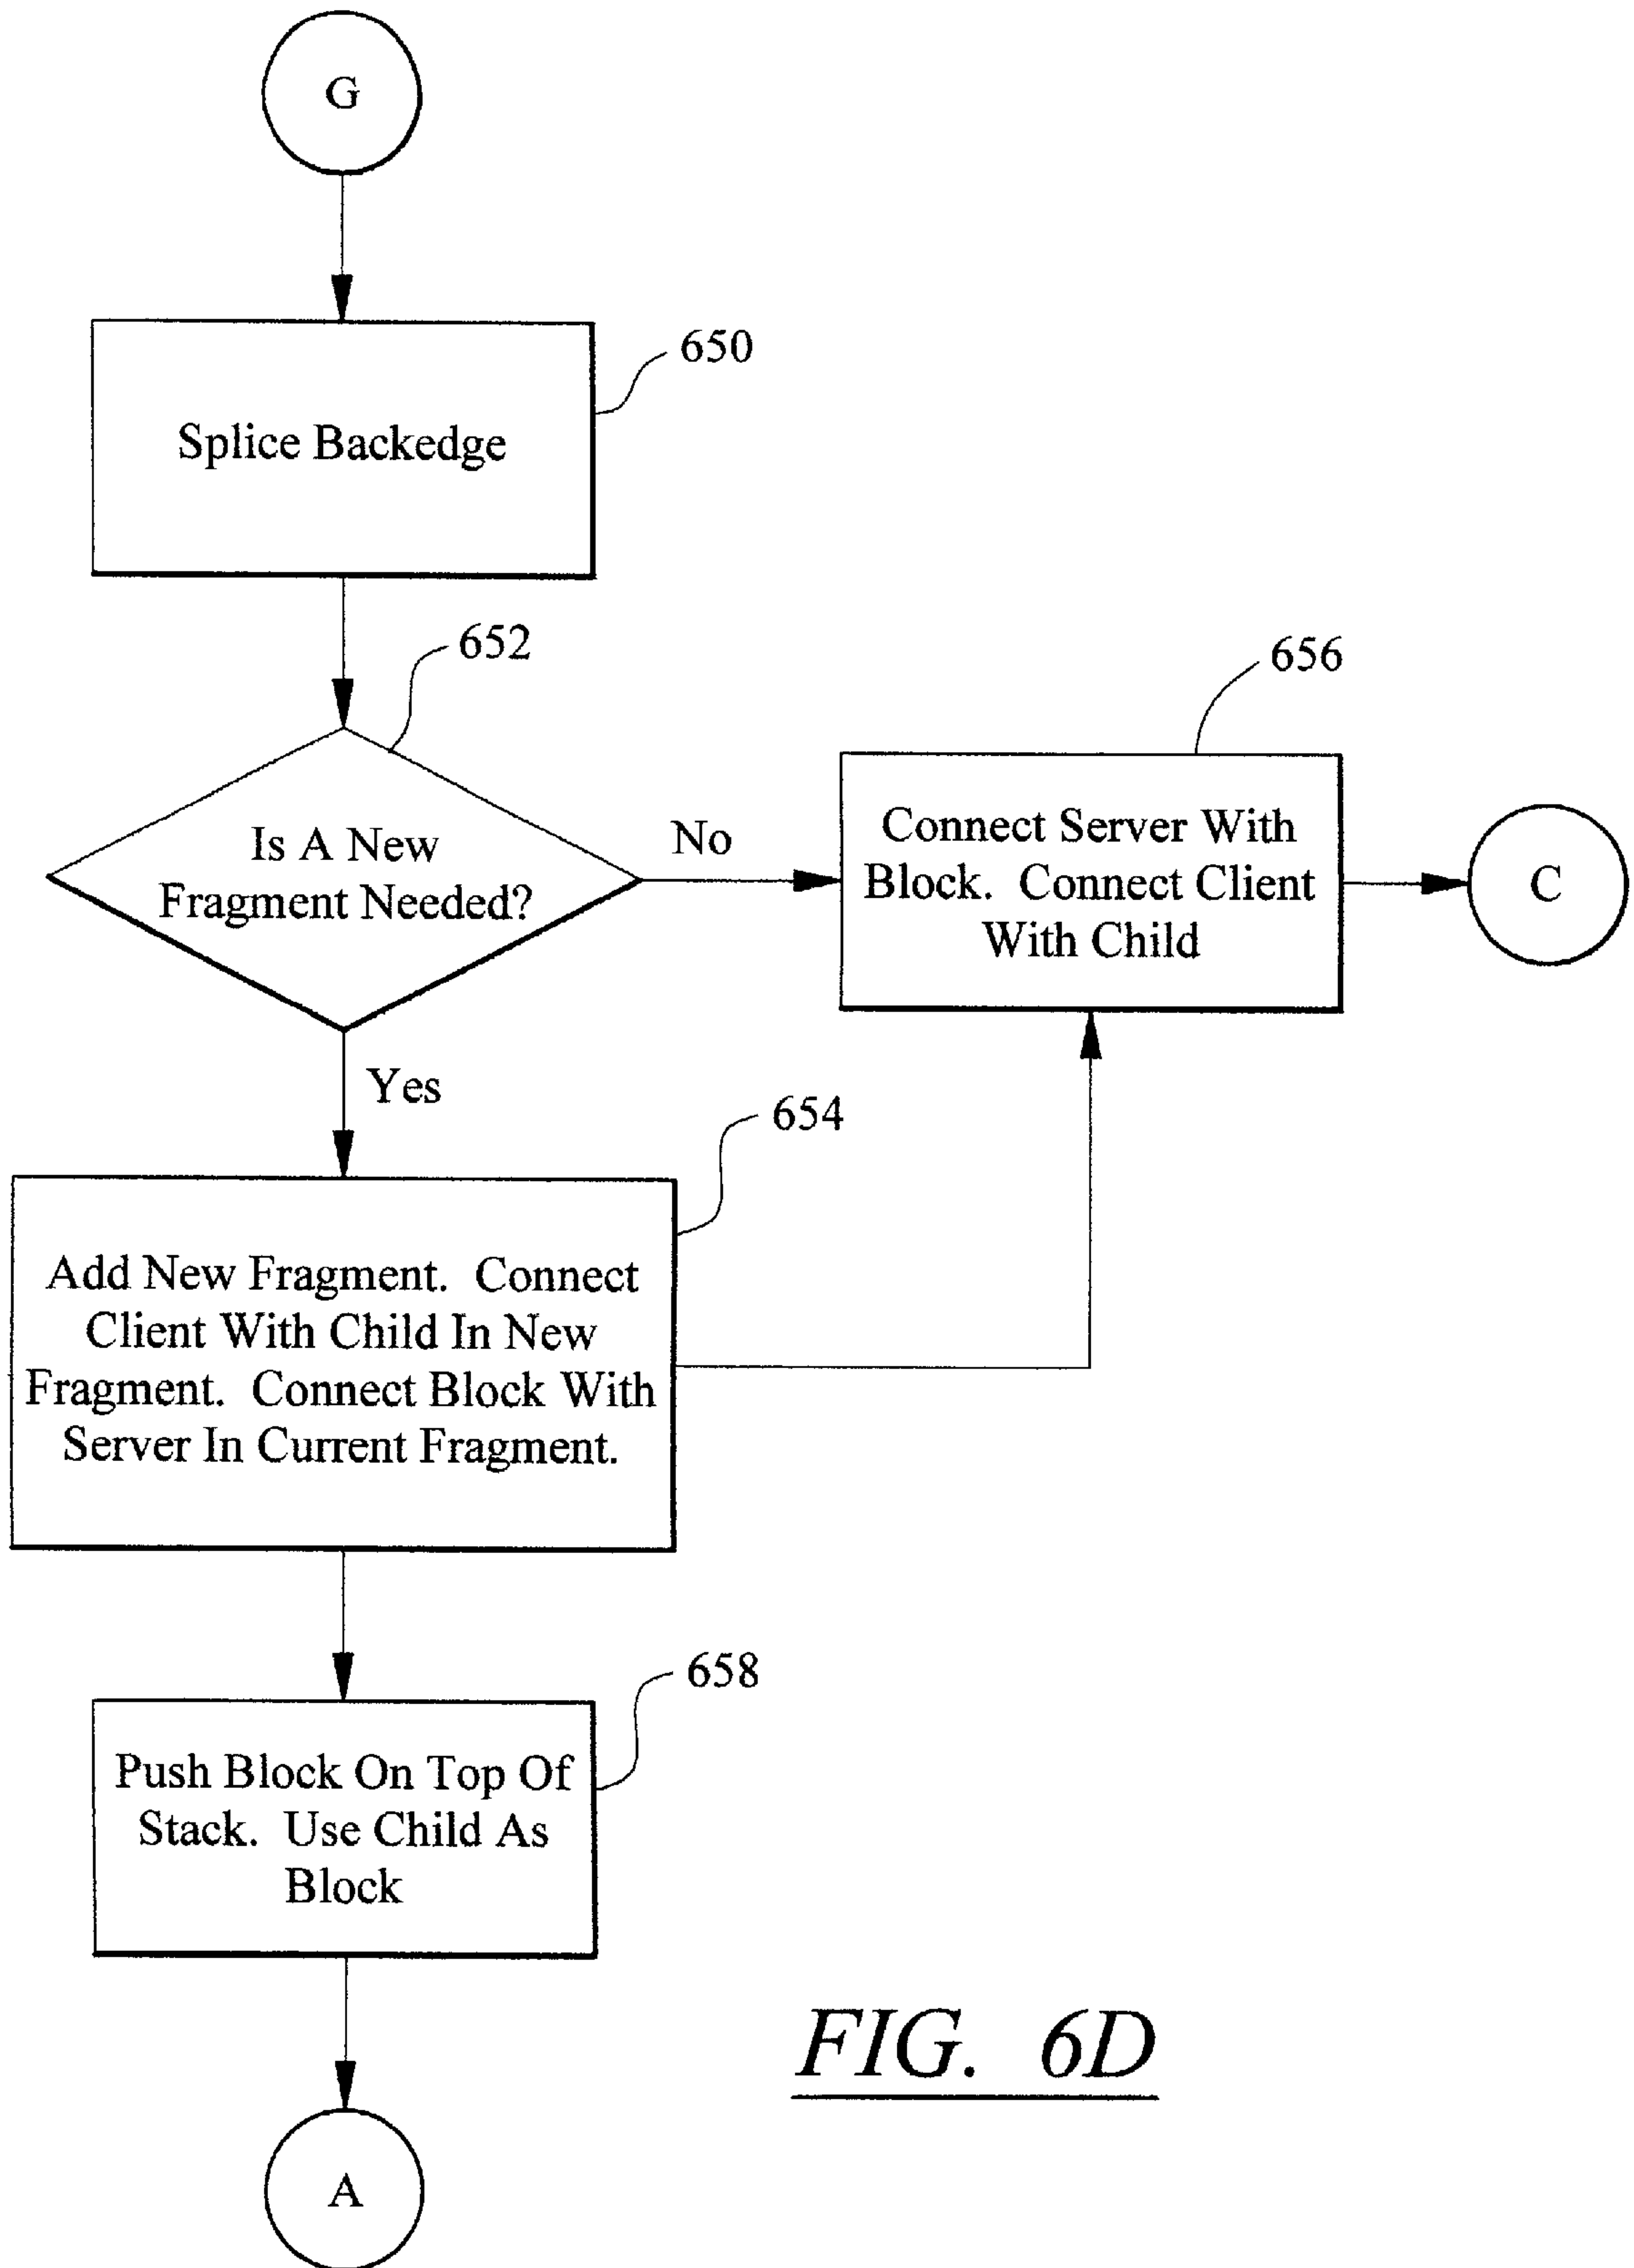 G
650
Splice Backedge
652
656
Is A New
Fragment Needed?
No
Connect Server With
Block.  Connect Client
With Child
C
Yes
654
Add New Fragment.  Connect
Client With Child In New
Fragment.  Connect Block With
Server In Current Fragment.
658
Push Block On Top Of
Stack.  Use Child As
Block
FIG. 6D
A